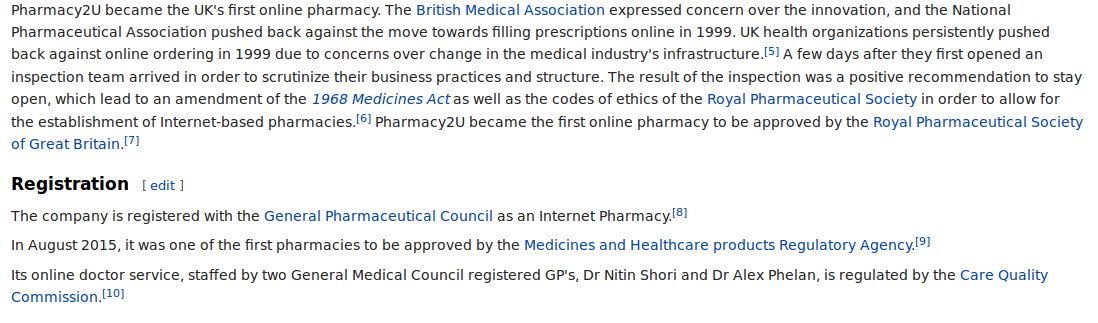 Pharmacy2U became the UK's first online pharmacy. The British Medical Association expressed concern over the innovation, and the National
Pharmaceutical Association pushed back against the move towards filling prescriptions online in 1999. UK health organizations persistently pushed
back against online ordering in 1999 due to concerns over change in the medical industry's infrastructure.[5] A few days after they first opened an
inspection team arrived in order to scrutinize their business practices and structure. The result of the inspection was a positive recommendation to stay
open, which lead to an amendment of the 1968 Medicines Act as well as the codes of ethics of the Royal Pharmaceutical Society in order to allow for
the establishment of Internet-based pharmacies.[6] Pharmacy2U became the first online pharmacy to be approved by the Royal Pharmaceutical Society
of Great Britain.[7]
Registration [ edit ]
The company is registered with the General Pharmaceutical Council as an Internet Pharmacy.[8]
In August 2015, it was one of the first pharmacies to be approved by the Medicines and Healthcare products Regulatory Agency.[9]
Its online doctor service, staffed by two General Medical Council registered GP's, Dr Nitin Shori and Dr Alex Phelan, is regulated by the Care Quality
Commission.[10]